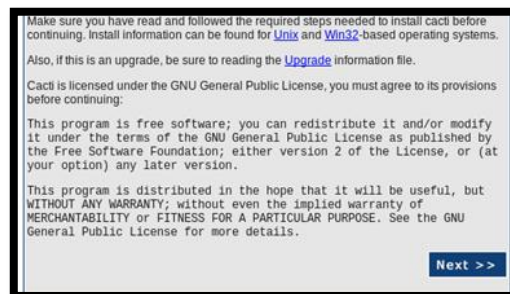 Make sure you have read and followed the required steps needed to install cacti before
continuing. Install information can be found for Unix and Win32-based operating systems.
Also, if this is an upgrade, be sure to reading the Upgrade information file.
Cacti is licensed under the GNU General Public License, you must agree to its provisions
before continuing:
This program is free software; you can redistribute it and/or modify
it under the terms of the GNU General Public License as published by
the Free Software Foundation; either version 2 of the License, or (at
your option) any later version.
This program is distributed in the hope that it will be useful, but
WITHOUT ANY WARRANTY; without even the implied warranty of
MERCHANTABILITY or FITNESS FOR A PARTICULAR PURPOSE. See the GNU
General Public License for more details.
Next >>